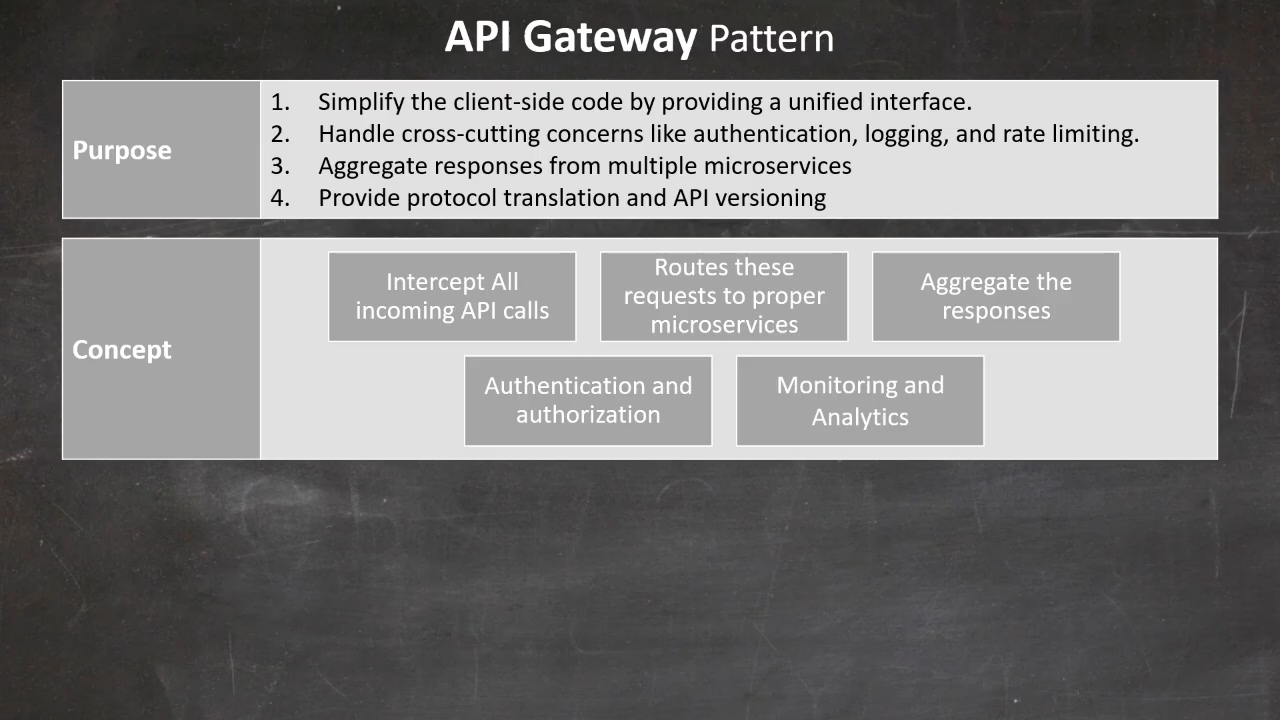 API Gateway Pattern
Purpose
1. Simplify the client-side code by providing a unified interface.
2. Handle cross-cutting concerns like authentication, logging, and rate limiting.
3. Aggregate responses from multiple microservices
4. Provide protocol translation and API versioning
Concept
Intercept All
incoming API calls
Routes these
requests to proper
microservices
Aggregate the
responses
Authentication and
authorization
Monitoring and
Analytics